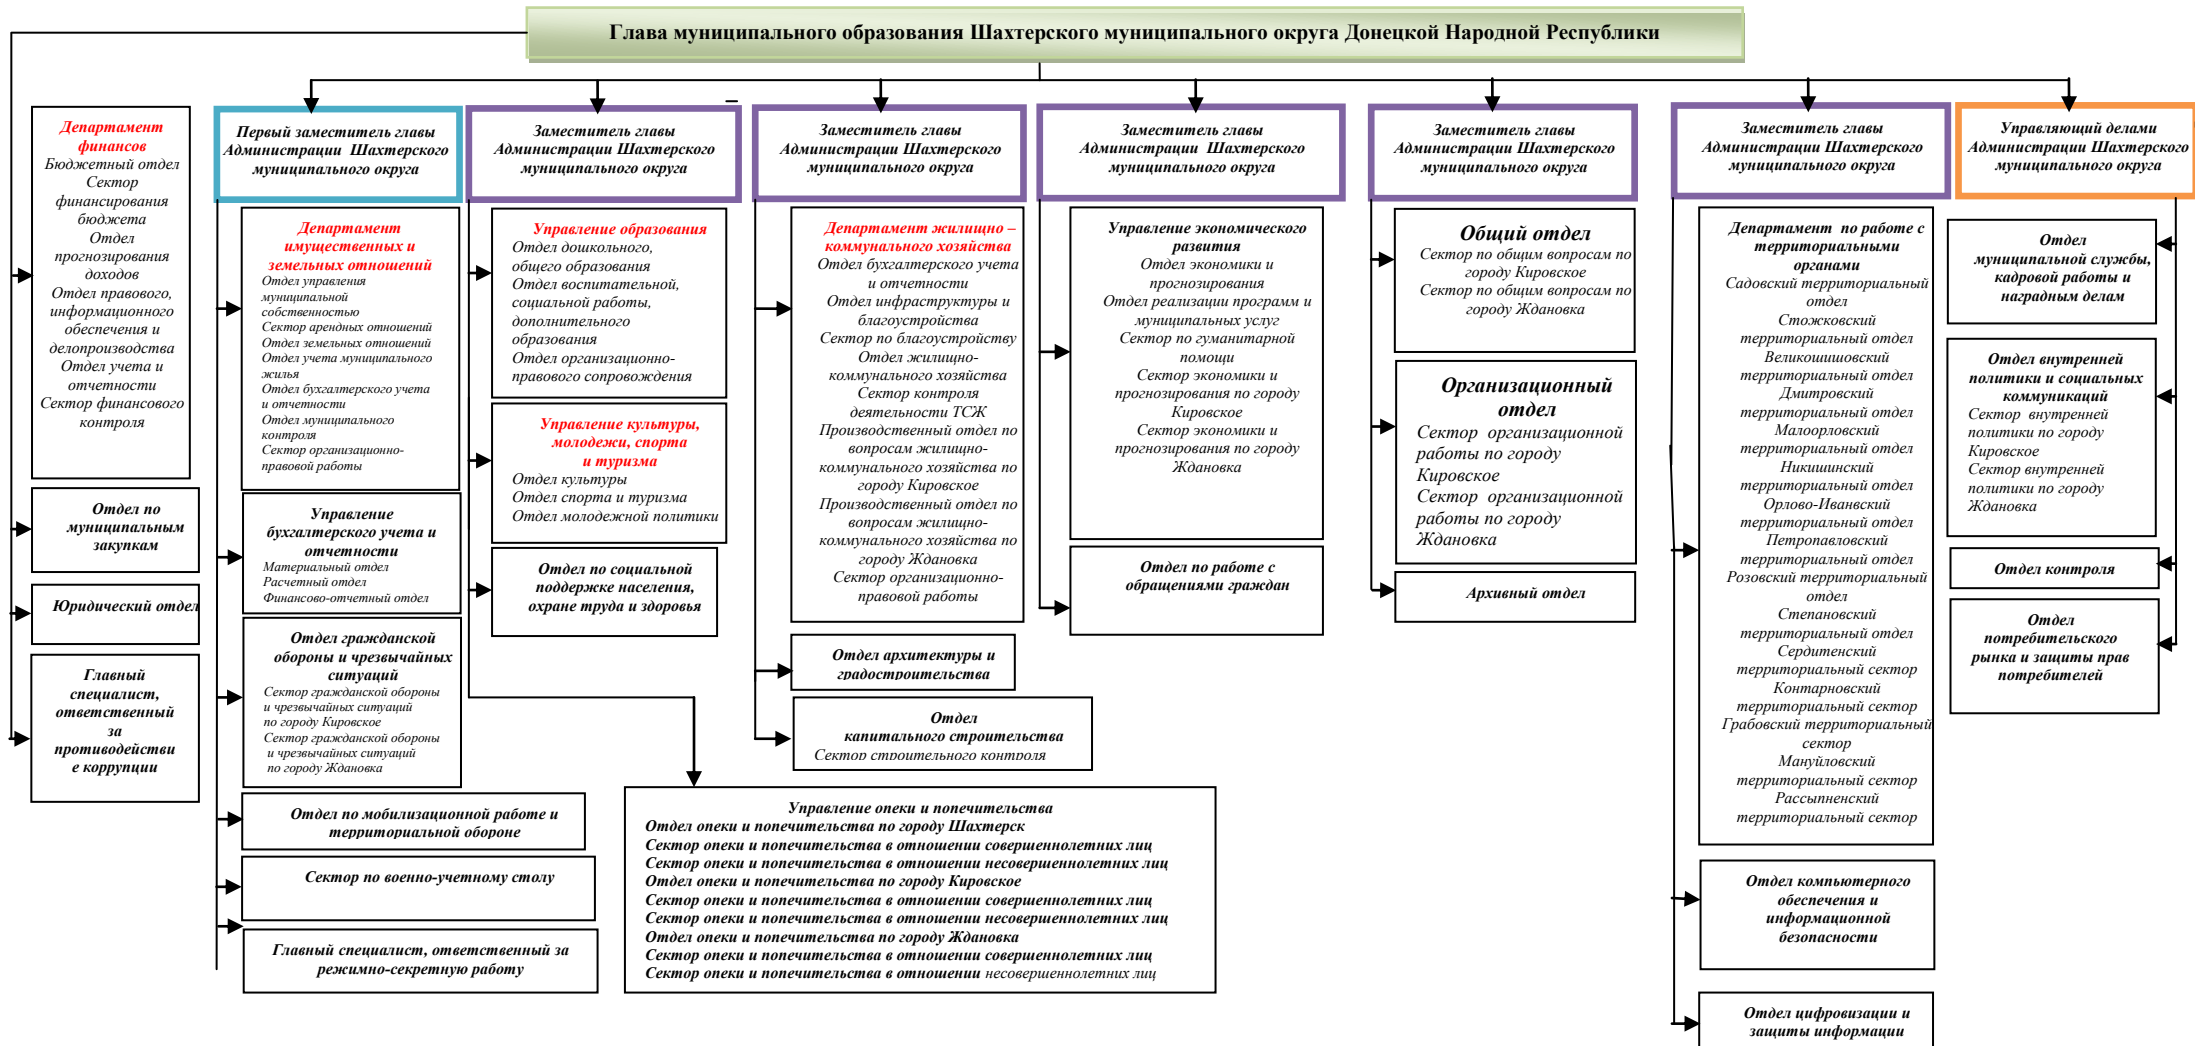 Глава муниципального образования Шахтерского муниципального округа Донецкой Народной Республики
Департамент
финансов
Бюджетный отдел
Сектор
финансирования
бюджета
Отдел
прогнозирования
доходов
Отдел правового,
информационного
обеспечения и
делопроизводства
Отдел учета и
отчетности
Сектор финансового
контроля
Отдел по
муниципальным
закупкам
Юридический отдел
Главный
специалист,
ответственный
за
противодействи
е коррупции
Первый заместитель главы
Администрации Шахтерского
муниципального округа
Департамент
имущественных и
земельных отношений
Отдел управления
муниципальной
собственностью
Сектор арендных отношений
Отдел земельных отношений
Отдел учета муниципального
жилья
Отдел бухгалтерского учета
и отчетности
Отдел муниципального
контроля
Сектор организационно-
правовой работы
Управление
бухгалтерского учета и
отчетности
Материальный отдел
Расчетный отдел
Финансово-отчетный отдел
Отдел гражданской
обороны и чрезвычайных
ситуаций
Сектор гражданской обороны
и чрезвычайных ситуаций
по городу Кировское
Сектор гражданской обороны
и чрезвычайных ситуаций
по городу Ждановка
Отдел по мобилизационной работе и
территориальной обороне
Сектор по военно-учетному столу
Главный специалист, ответственный за
режимно-секретную работу
Заместитель главы
Администрации Шахтерского
муниципального округа
Управление образования
Отдел дошкольного,
общего образования
Отдел воспитательной,
социальной работы,
дополнительного
образования
Отдел организационно-
правового сопровождения
Управление культуры,
молодежи, спорта
и туризма
Отдел культуры
Отдел спорта и туризма
Отдел молодежной политики
Отдел по социальной
поддержке населения,
охране труда и здоровья
Управление опеки и попечительства
Отдел опеки и попечительства по городу Шахтерск
Сектор опеки и попечительства в отношении совершеннолетних лиц
Сектор опеки и попечительства в отношении несовершеннолетних лиц
Отдел опеки и попечительства по городу Кировское
Сектор опеки и попечительства в отношении совершеннолетних лиц
Сектор опеки и попечительства в отношении несовершеннолетних лиц
Отдел опеки и попечительства по городу Ждановка
Сектор опеки и попечительства в отношении совершеннолетних лиц
Сектор опеки и попечительства в отношении несовершеннолетних лиц
Заместитель главы
Администрации Шахтерского
муниципального округа
Департамент жилищно –
коммунального хозяйства
Отдел бухгалтерского учета
и отчетности
Отдел инфраструктуры и
благоустройства
Сектор по благоустройству
Отдел жилищно-
коммунального хозяйства
Сектор контроля
деятельности ТСЖ
Производственный отдел по
вопросам жилищно-
коммунального хозяйства по
городу Кировское
Производственный отдел по
вопросам жилищно-
коммунального хозяйства по
городу Ждановка
Сектор организационно-
правовой работы
Отдел архитектуры и
градостроительства
Отдел
капитального строительства
Сектор строительного контроля
Заместитель главы
Администрации Шахтерского
муниципального округа
Управление экономического
развития
Отдел экономики и
прогнозирования
Отдел реализации программ и
муниципальных услуг
Сектор по гуманитарной
помощи
Сектор экономики и
прогнозирования по городу
Кировское
Сектор экономики и
прогнозирования по городу
Ждановка
Отдел по работе с
обращениями граждан
Заместитель главы
Администрации Шахтерского
муниципального округа
Общий отдел
Сектор по общим вопросам по
городу Кировское
Сектор по общим вопросам по
городу Ждановка
Организационный
отдел
Сектор организационной
работы по городу
Кировское
Сектор организационной
работы по городу
Ждановка
Архивный отдел
Заместитель главы
Администрации Шахтерского
муниципального округа
Департамент по работе с
территориальными
органами
Садовский территориальный
отдел
Стожковский
территориальный отдел
Великошишовский
территориальный отдел
Дмитровский
территориальный отдел
Малоорловский
территориальный отдел
Никишинский
территориальный отдел
Орлово-Иванвский
территориальный отдел
Петропавловский
территориальный отдел
Розовский территориальный
отдел
Степановский
территориальный отдел
Сердитенский
территориальный сектор
Контарновский
территориальный сектор
Грабовский территориальный
сектор
Мануйловский
территориальный сектор
Рассыпненский
территориальный сектор
Отдел компьютерного
обеспечения и
информационной
безопасности
Отдел цифровизации и
защиты информации
Управляющий делами
Администрации Шахтерского
муниципального округа
Отдел
муниципальной службы,
кадровой работы и
наградным делам
Отдел внутренней
политики и социальных
коммуникаций
Сектор внутренней
политики по городу
Кировское
Сектор внутренней
политики по городу
Ждановка
Отдел контроля
Отдел
потребительского
рынка и защиты прав
потребителей